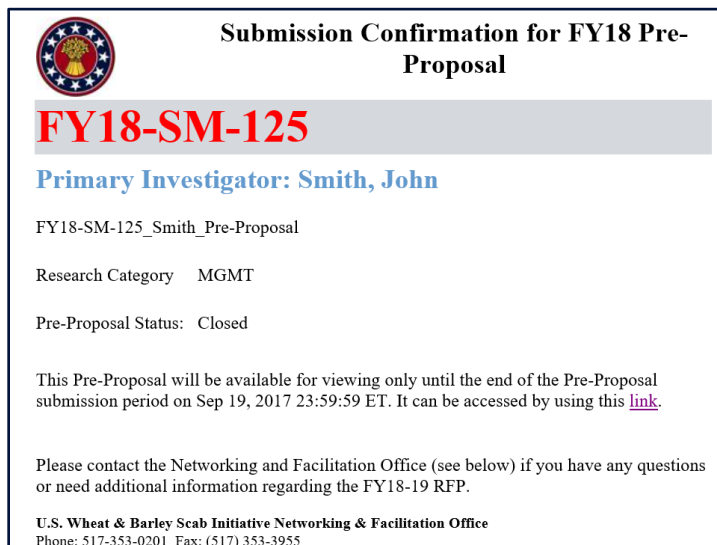 Submission Confirmation for FY18 Pre-
Proposal
FY18-SM-125
Primary Investigator: Smith, John
FY18-SM-125_Smith_Pre-Proposal
Research Category MGMT
Pre-Proposal Status: Closed
This Pre-Proposal will be available for viewing only until the end of the Pre-Proposal
submission period on Sep 19, 2017 23:59:59 ET. It can be accessed by using this link.
Please contact the Networking and Facilitation Office (see below) if you have any questions
or need additional information regarding the FY18-19 RFP.
U.S. Wheat & Barley Scab Initiative Networking & Facilitation Office
Phone: 517-353-0201 Fax: (517) 353-3955